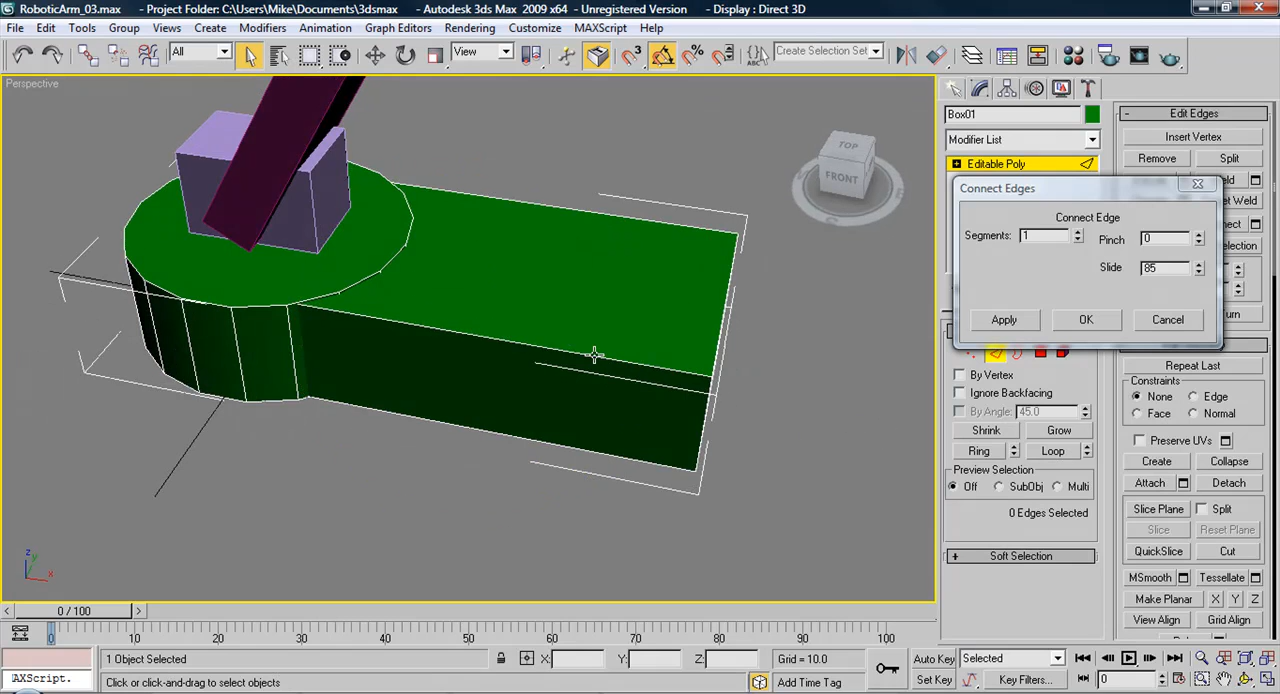 RoboticArm_03.max - Project Folder: C:\Users\Mike\Documents\3dsmax - Autodesk 3ds Max 2009 x64 - Unregistered Version - Display : Direct 3D
File Edit Tools Group Views Create Modifiers Animation Graph Editors Rendering Customize MAXScript Help
All View Create Selection Set
Perspective
TOP
FRONT
z
y
x
Box01
Modifier List
Editable Poly
Edit Edges
Insert Vertex
Remove Split
Connect Edges
Connect Edge
Segments: 1 Pinch 0
Slide 85
Apply OK Cancel
By Vertex
Ignore Backfacing
By Angle: 45.0
Shrink Grow
Ring Loop
Preview Selection
Off SubObj Multi
0 Edges Selected
Soft Selection
Repeat Last
Constraints
None Edge
Face Normal
Preserve UVs
Create Collapse
Attach Detach
Slice Plane Split
Slice Reset Plane
QuickSlice Cut
MSmooth Tessellate
Make Planar X Y Z
View Align Grid Align
0 / 100
0 10 20 30 40 50 60 70 80 90 100
1 Object Selected X: Y: Z: Grid = 10.0 Auto Key Selected
AXScript. Click or click-and-drag to select objects Add Time Tag Set Key Key Filters... 0